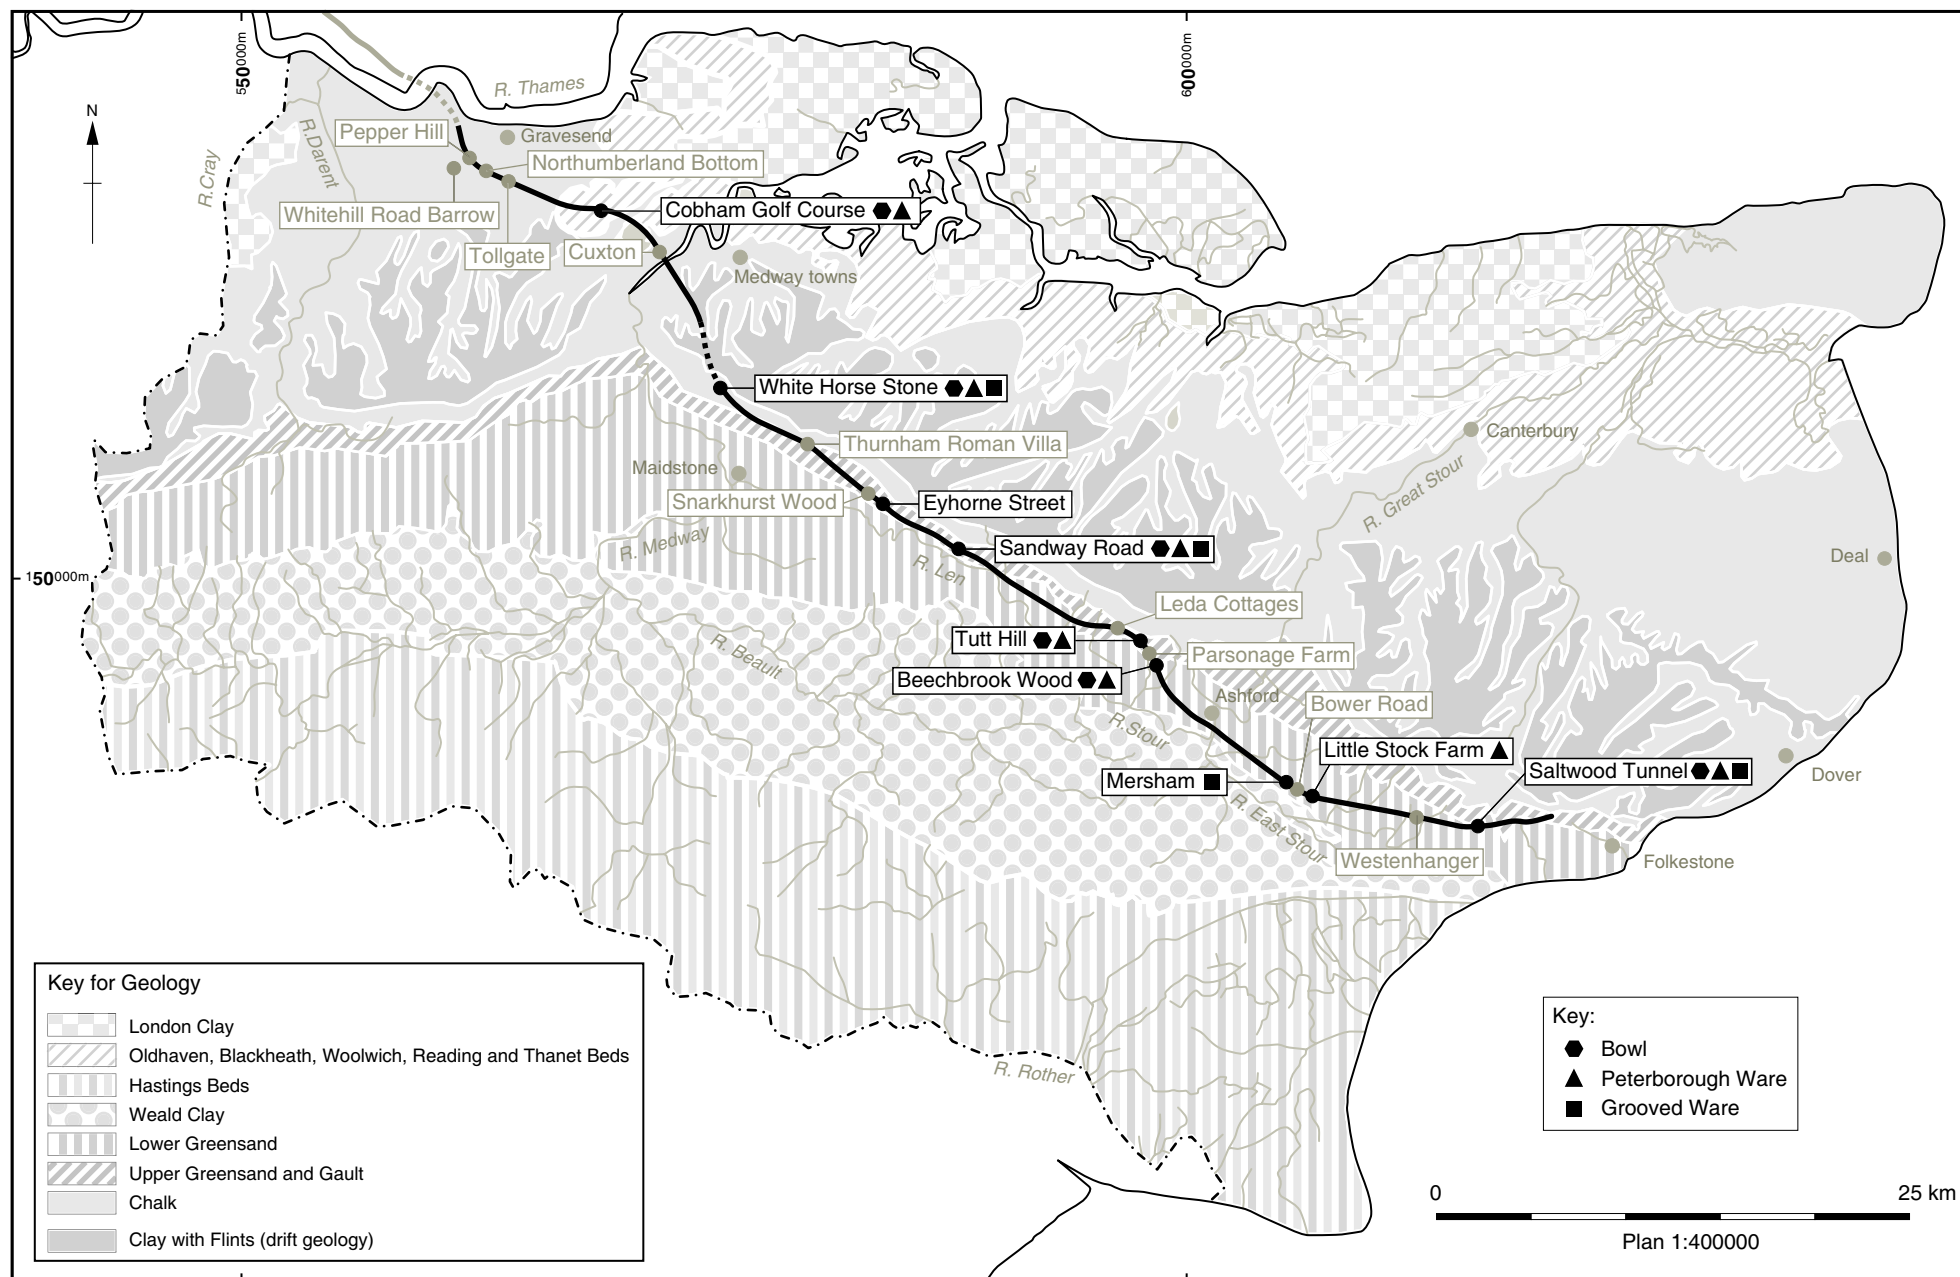 550000m
600000m
N
R. Thames
Pepper Hill
Gravesend
R.Darent
Northumberland Bottom
R.Cray
Whitehill Road Barrow
Cobham Golf Course
Tollgate
Cuxton
Medway towns
White Horse Stone
Canterbury
Thurnham Roman Villa
Maidstone
R. Great Stour
Snarkhurst Wood
Eyhorne Street
R. Medway
Sandway Road
Deal
R. Len
150000m
Leda Cottages
Tutt Hill
R. Beault
Parsonage Farm
Beechbrook Wood
Ashford
Bower Road
R.Stour
Little Stock Farm
Mersham
Saltwood Tunnel
Dover
R. East Stour
Westenhanger
Folkestone
R. Rother
Key for Geology
London Clay
Oldhaven, Blackheath, Woolwich, Reading and Thanet Beds
Hastings Beds
Weald Clay
Lower Greensand
Upper Greensand and Gault
Chalk
Clay with Flints (drift geology)
Key:
Bowl
Peterborough Ware
Grooved Ware
0
25 km
Plan 1:400000